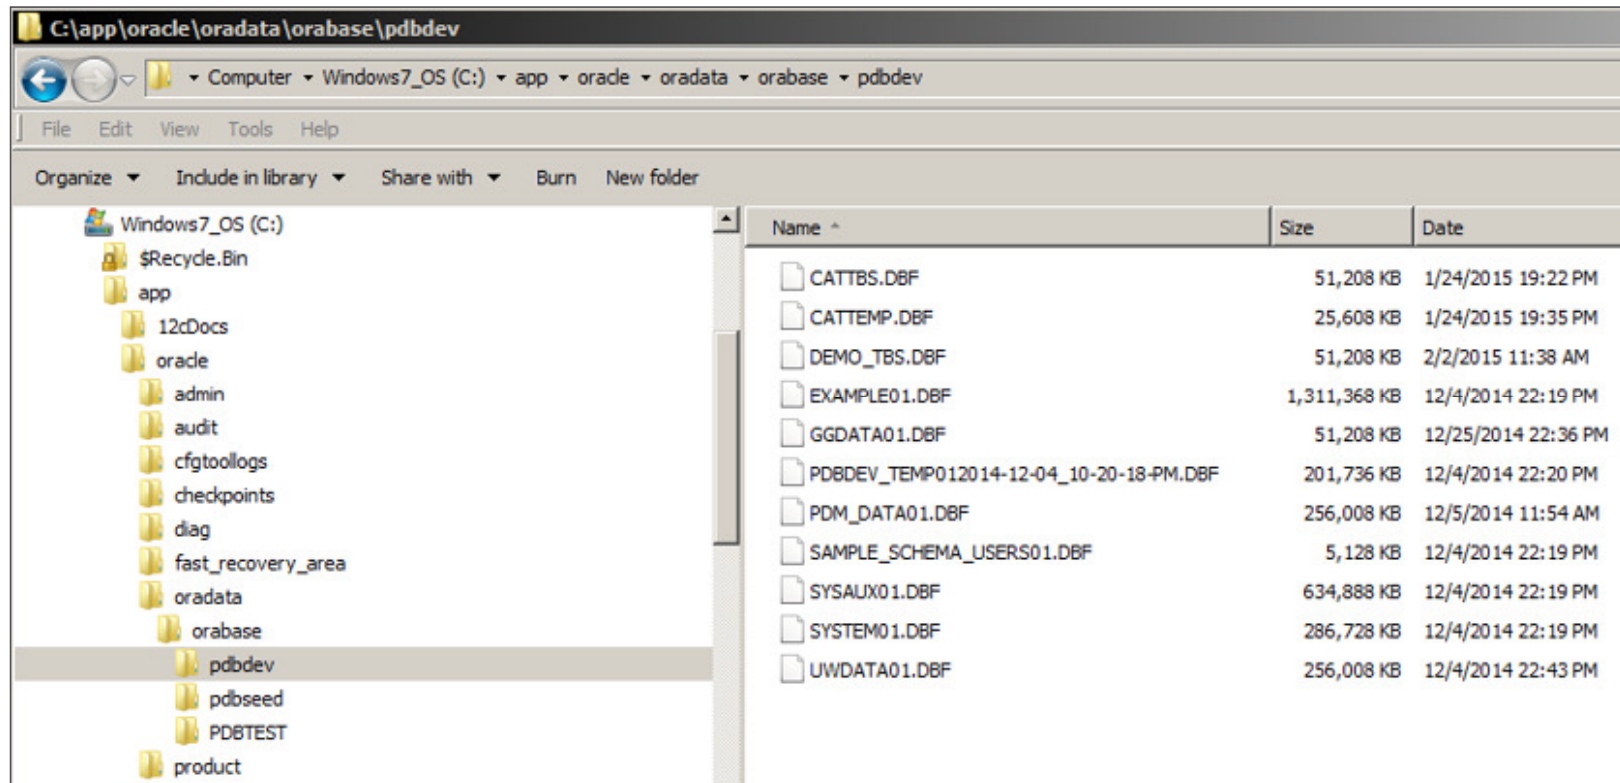 C:\app\oracle\oradata\orabase\pdbdev
Computer Windows7_OS (C:) app oracle oradata orabase pdbdev
File Edit View Tools Help
Organize Include in library Share with Burn New folder
Windows7_OS (C:)
$Recycle.Bin
app
12cDocs
oracle
admin
audit
cfgtoollogs
checkpoints
diag
fast_recovery_area
oradata
orabase
pdbdev
pdbseed
PDBTEST
product
Name Size Date
CATTBS.DBF 51,208 KB 1/24/2015 19:22 PM
CATTEMP.DBF 25,608 KB 1/24/2015 19:35 PM
DEMO_TBS.DBF 51,208 KB 2/2/2015 11:38 AM
EXAMPLE01.DBF 1,311,368 KB 12/4/2014 22:19 PM
GGDATA01.DBF 51,208 KB 12/25/2014 22:36 PM
PDBDEV_TEMP012014-12-04_10-20-18-PM.DBF 201,736 KB 12/4/2014 22:20 PM
PDM_DATA01.DBF 256,008 KB 12/5/2014 11:54 AM
SAMPLE_SCHEMA_USERS01.DBF 5,128 KB 12/4/2014 22:19 PM
SYSAUX01.DBF 634,888 KB 12/4/2014 22:19 PM
SYSTEM01.DBF 286,728 KB 12/4/2014 22:19 PM
UWDATA01.DBF 256,008 KB 12/4/2014 22:43 PM